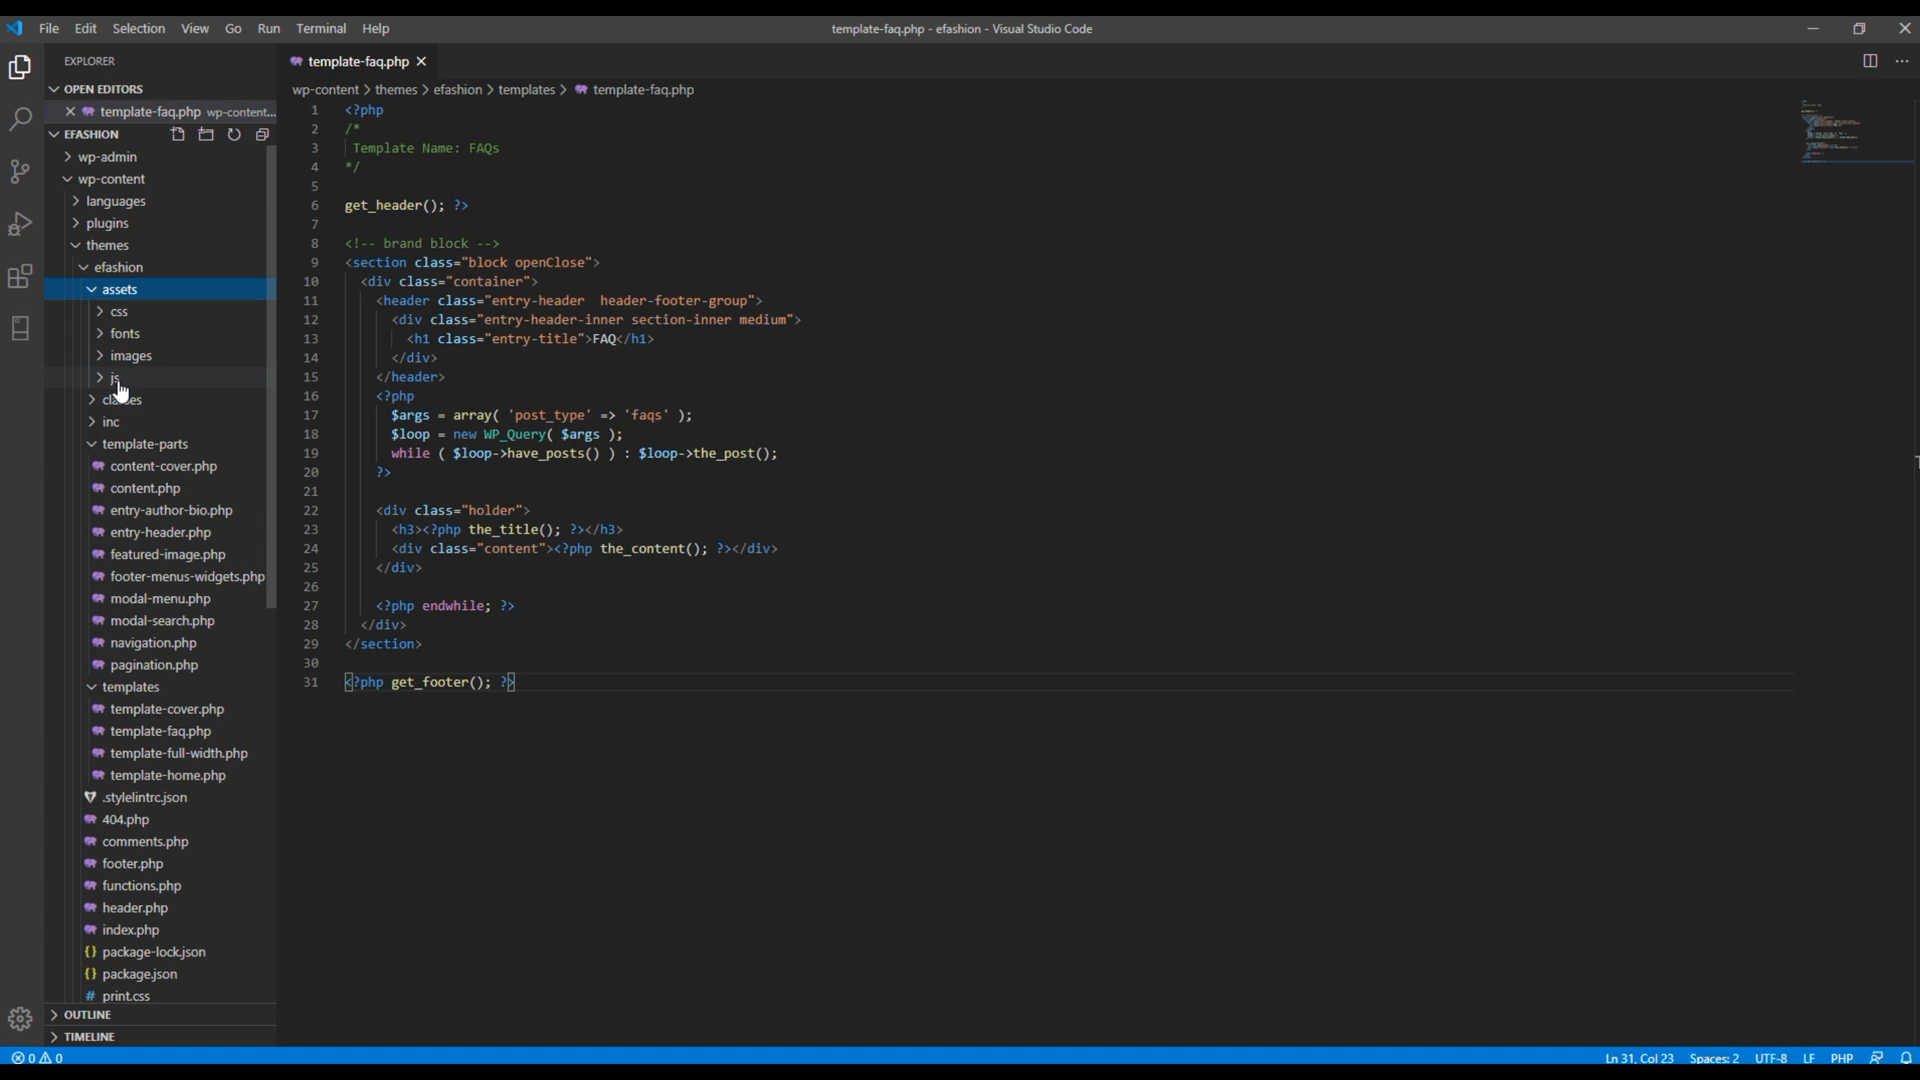 File Edit Selection View Go Run Terminal Help
template-faq.php - efashion - Visual Studio Code
EXPLORER
OPEN EDITORS
template-faq.php wp-content...
EFASHION
wp-admin
wp-content
languages
plugins
themes
efashion
assets
css
fonts
images
js
inc
template-parts
content-cover.php
content.php
entry-author-bio.php
entry-header.php
featured-image.php
footer-menus-widgets.php
modal-menu.php
modal-search.php
navigation.php
pagination.php
templates
template-cover.php
template-faq.php
template-full-width.php
template-home.php
.stylelintrc.json
404.php
comments.php
footer.php
functions.php
header.php
index.php
package-lock.json
package.json
print.css
OUTLINE
TIMELINE
template-faq.php
wp-content > themes > efashion > templates > template-faq.php
1 <?php
2 /*
3 Template Name: FAQs
4 */
5
6 get_header(); ?>
7
8 <!-- brand block -->
9 <section class="block openClose">
10 <div class="container">
11 <header class="entry-header  header-footer-group">
12 <div class="entry-header-inner section-inner medium">
13 <h1 class="entry-title">FAQ</h1>
14 </div>
15 </header>
16 <?php
17 $args = array( 'post_type' => 'faqs' );
18 $loop = new WP_Query( $args );
19 while ( $loop->have_posts() ) : $loop->the_post();
20 ?>
21
22 <div class="holder">
23 <h3><?php the_title(); ?></h3>
24 <div class="content"><?php the_content(); ?></div>
25 </div>
26
27 <?php endwhile; ?>
28 </div>
29 </section>
30
31 <?php get_footer(); ?>
0 0
Ln 31, Col 23 Spaces: 2 UTF-8 LF PHP